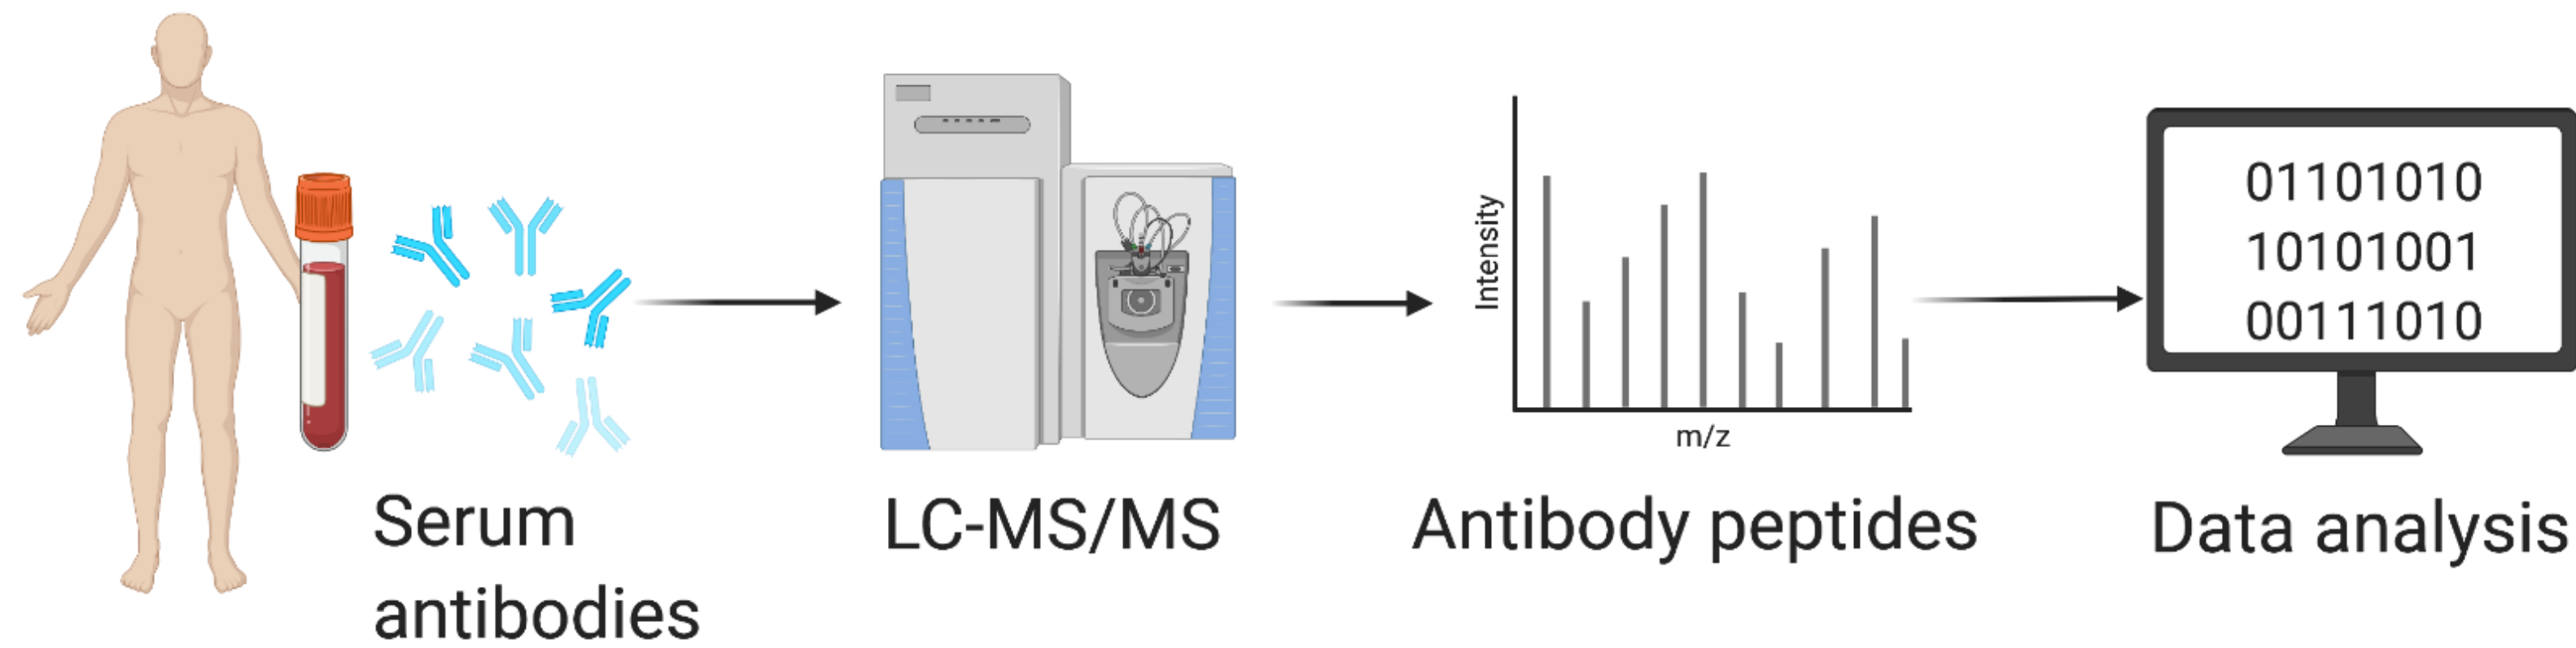 Intensity
m/z
01101010
10101001
00111010
Serum
antibodies
LC-MS/MS
Antibody peptides
Data analysis